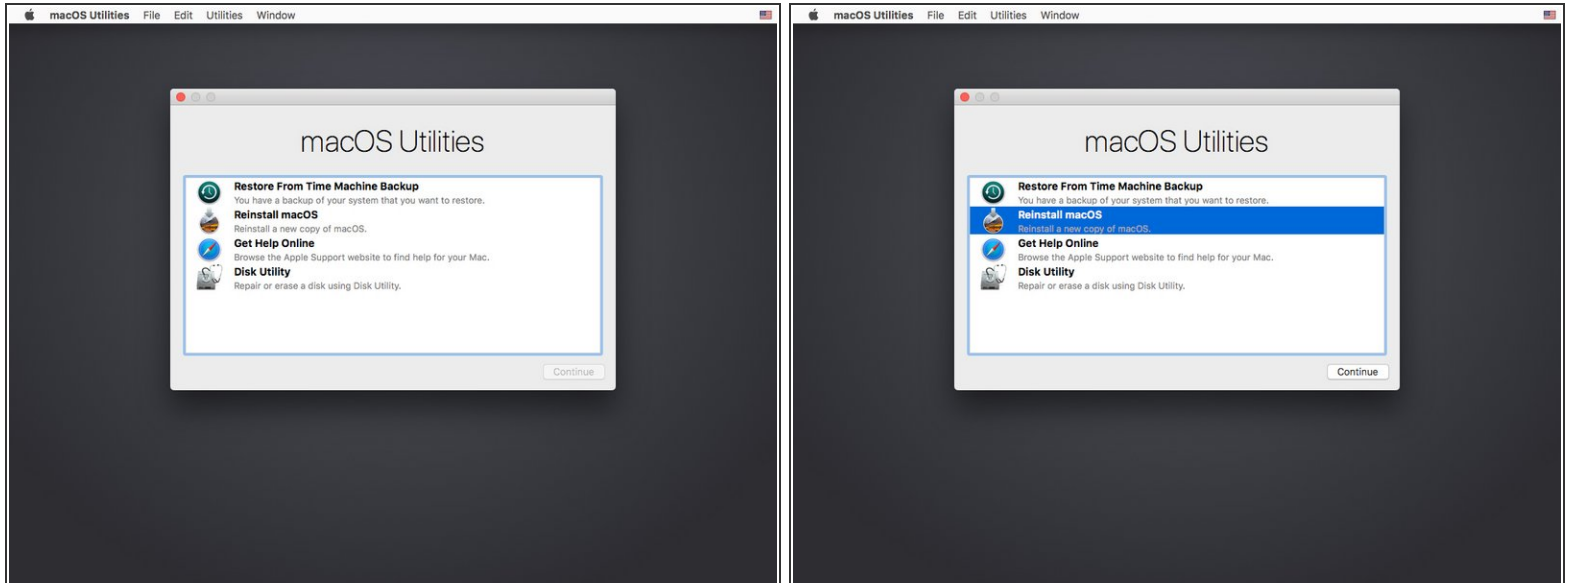 macOS Utilities File Edit Utilities Window
macOS Utilities
Restore From Time Machine Backup
You have a backup of your system that you want to restore.
Reinstall macOS
Reinstall a new copy of macOS.
Get Help Online
Browse the Apple Support website to find help for your Mac.
Disk Utility
Repair or erase a disk using Disk Utility.
Continue
macOS Utilities File Edit Utilities Window
macOS Utilities
Restore From Time Machine Backup
You have a backup of your system that you want to restore.
Reinstall macOS
Reinstall a new copy of macOS.
Get Help Online
Browse the Apple Support website to find help for your Mac.
Disk Utility
Repair or erase a disk using Disk Utility.
Continue